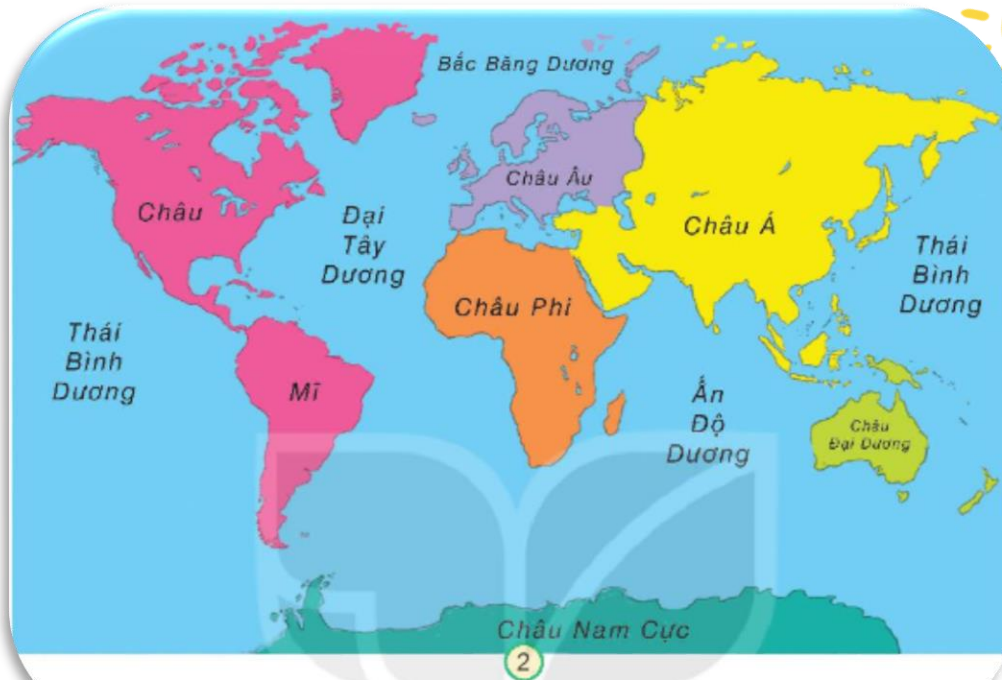 Bắc Băng Dương
Châu Âu
Châu
Mĩ
Đại
Tây
Dương
Châu Á
Thái
Bình
Dương
Châu Phi
Thái
Bình
Dương
Ấn
Độ
Dương
Châu
Đại Dương
Châu Nam Cực
2